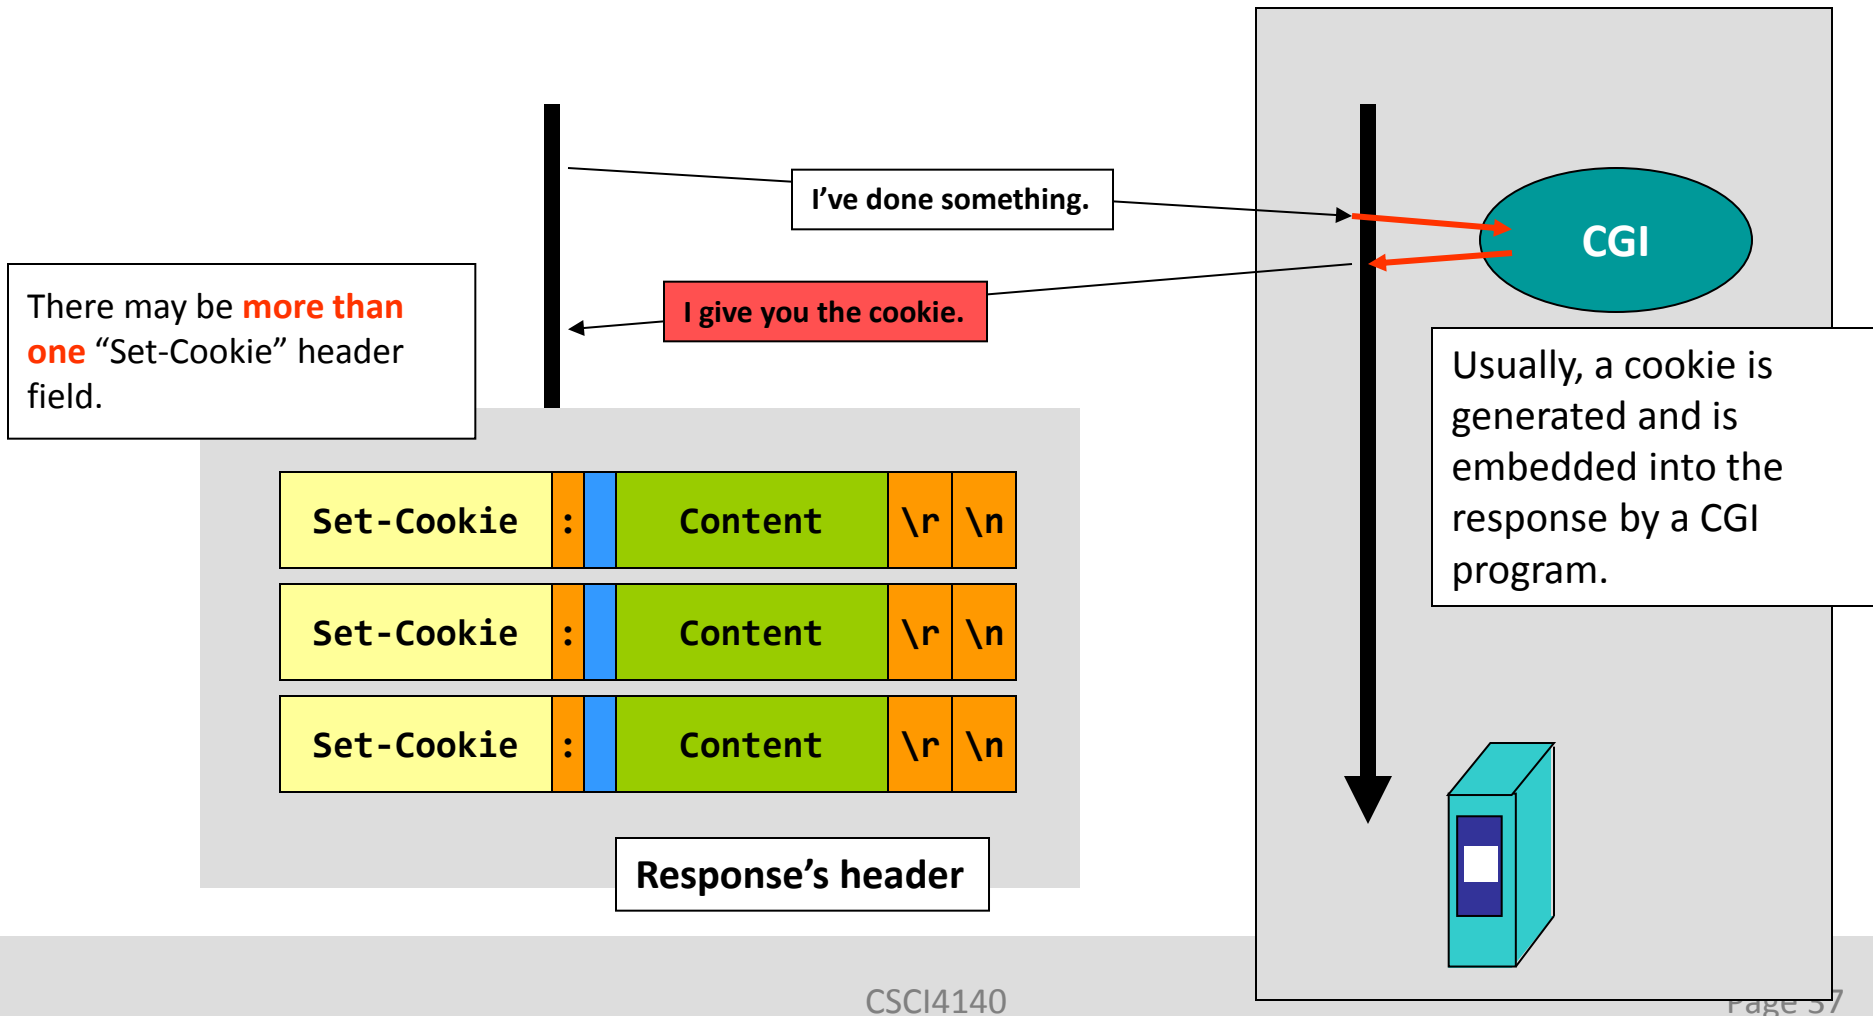 I’ve done something.
CGI
I give you the cookie.
There may be more than
one “Set-Cookie” header
field.
Usually, a cookie is
generated and is
embedded into the
response by a CGI
program.
Set-Cookie : Content \r \n
Set-Cookie : Content \r \n
Set-Cookie : Content \r \n
Response’s header
CSCI4140
Page 37